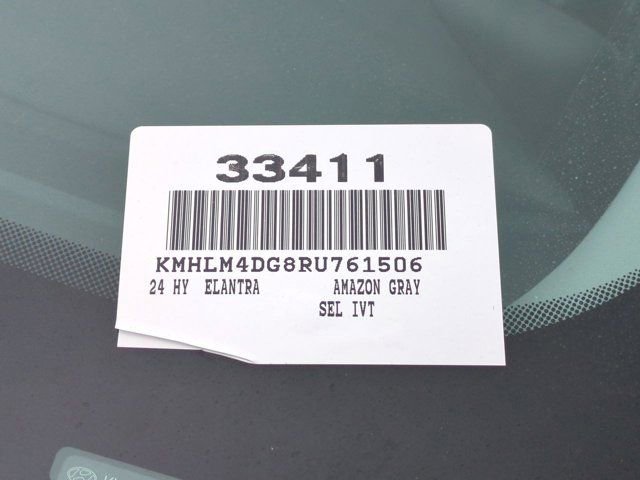 33411
KMHLM4DG8RU761506
24 HY ELANTRA AMAZON GRAY
SEL IVT